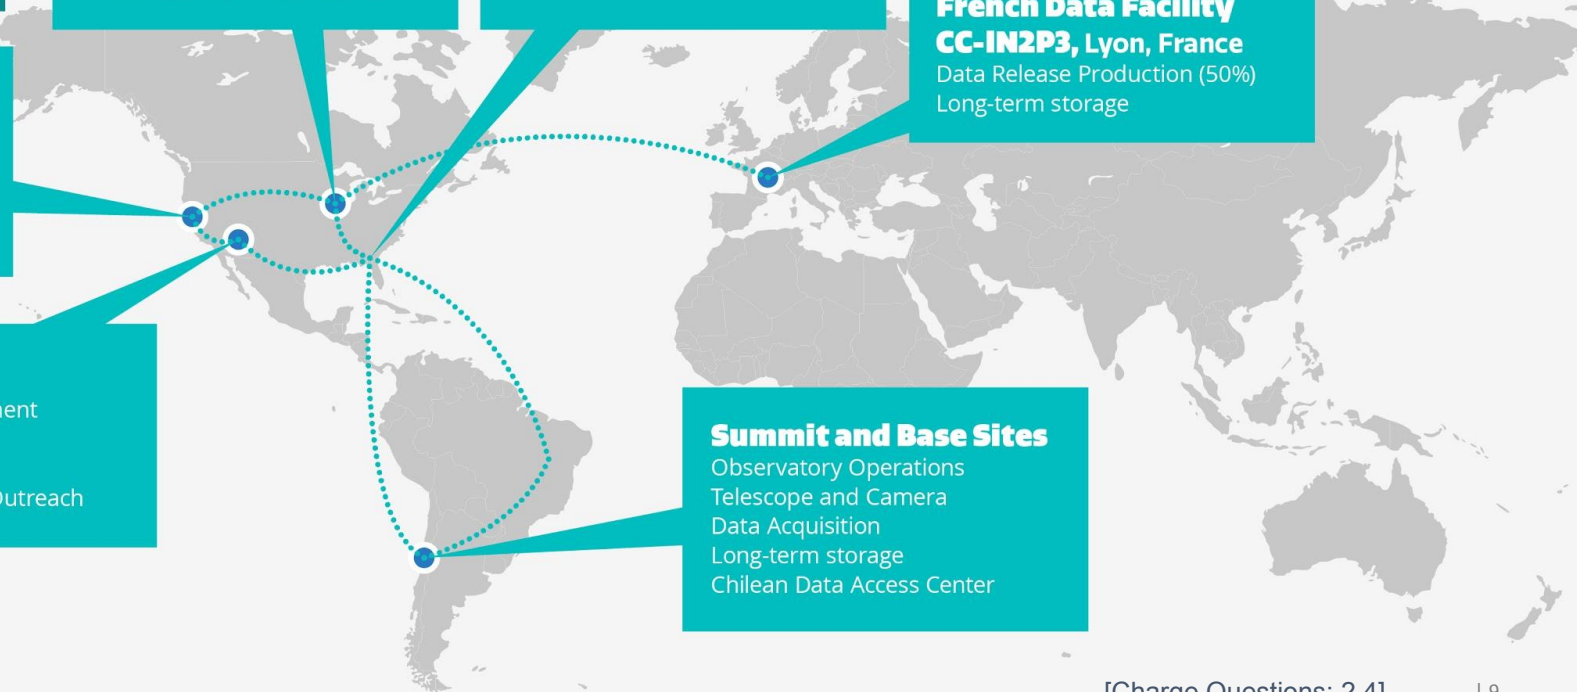 French Data Facility
CC-IN2P3, Lyon, France
Data Release Production (50%)
Long-term storage
Outreach
Summit and Base Sites
Observatory Operations
Telescope and Camera
Data Acquisition
Long-term storage
Chilean Data Access Center
[Charge Questions: 2,4]
| 9